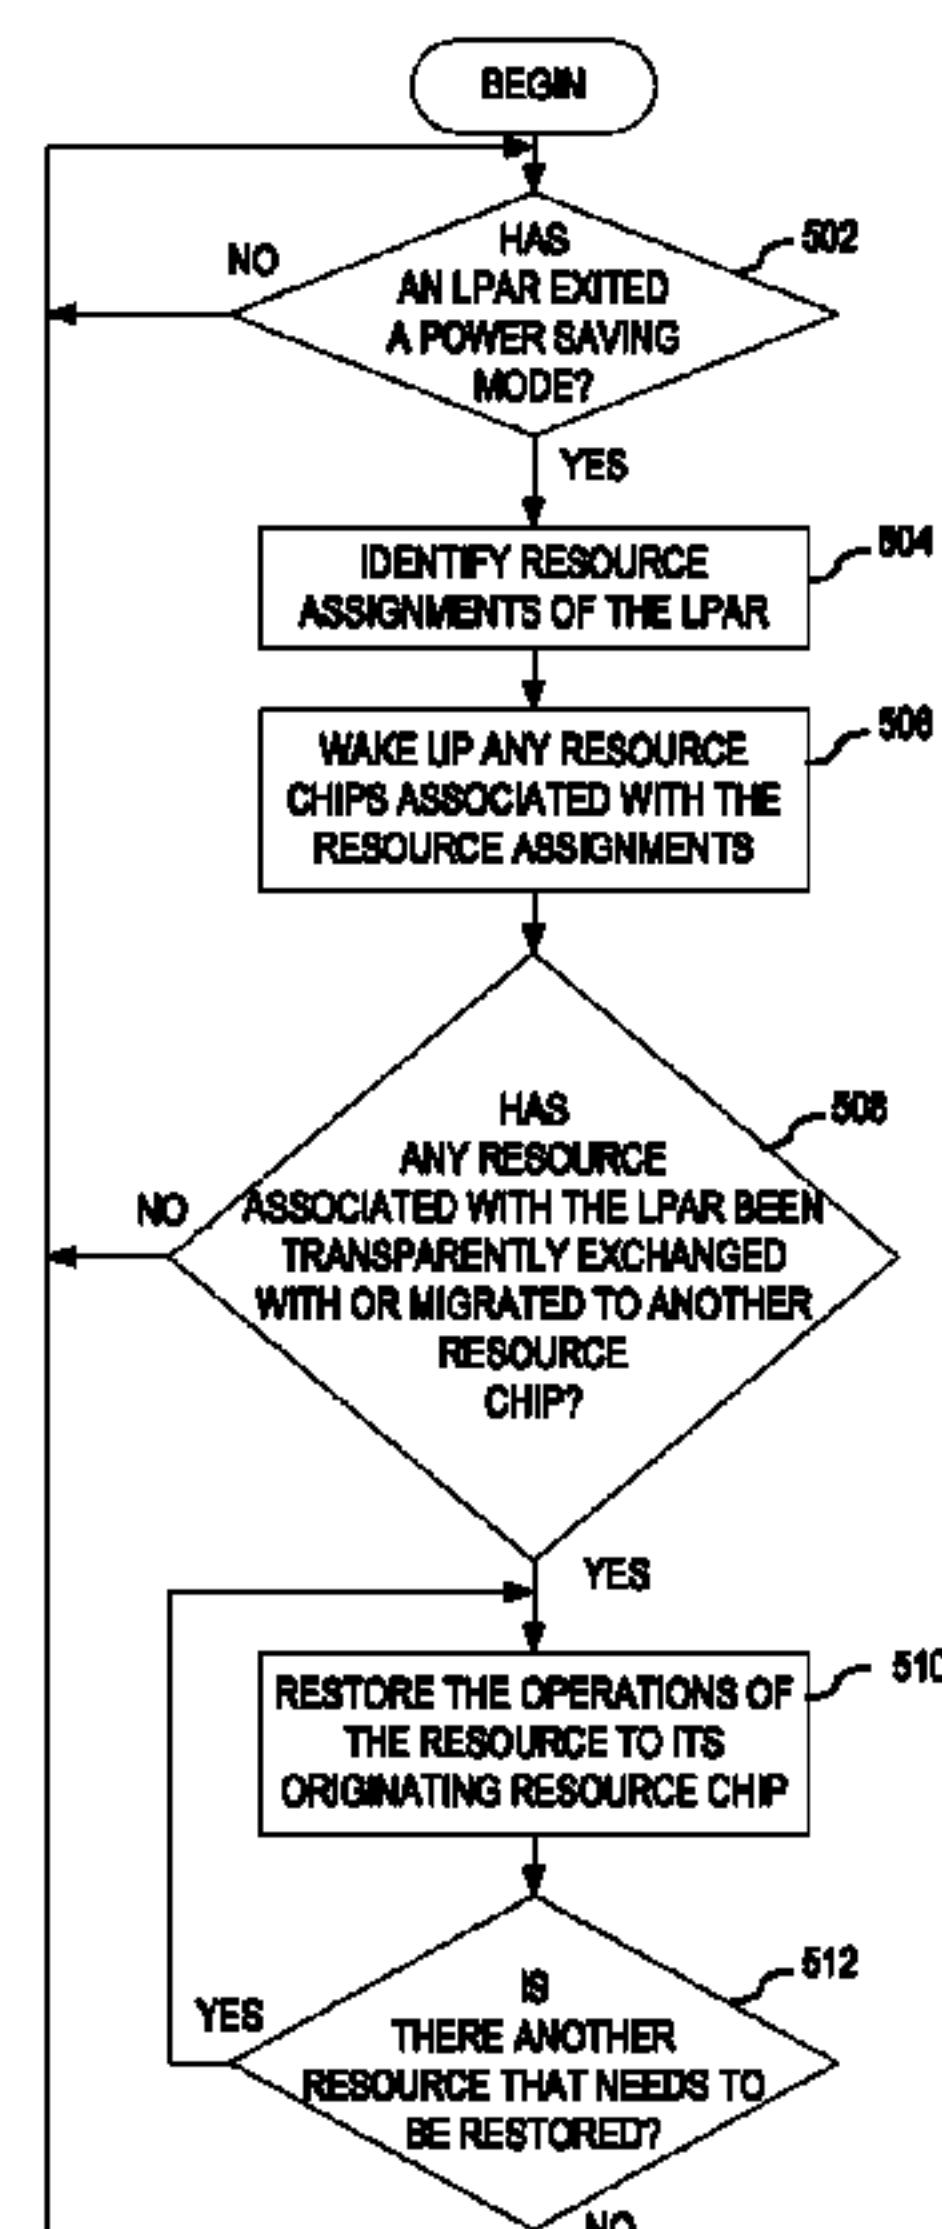 BEGIN
HAS
AN LPAR EXITED
A POWER SAVING
MODE?
502
NO
YES
IDENTIFY RESOURCE
ASSIGNMENTS OF THE LPAR
504
WAKE UP ANY RESOURCE
CHIPS ASSOCIATED WITH THE
RESOURCE ASSIGNMENTS
506
HAS
ANY RESOURCE
ASSOCIATED WITH THE LPAR BEEN
TRANSPARENTLY EXCHANGED
WITH OR MIGRATED TO ANOTHER
RESOURCE
CHIP?
508
NO
YES
RESTORE THE OPERATIONS OF
THE RESOURCE TO ITS
ORIGINATING RESOURCE CHIP
510
IS
THERE ANOTHER
RESOURCE THAT NEEDS TO
BE RESTORED?
512
YES
NO